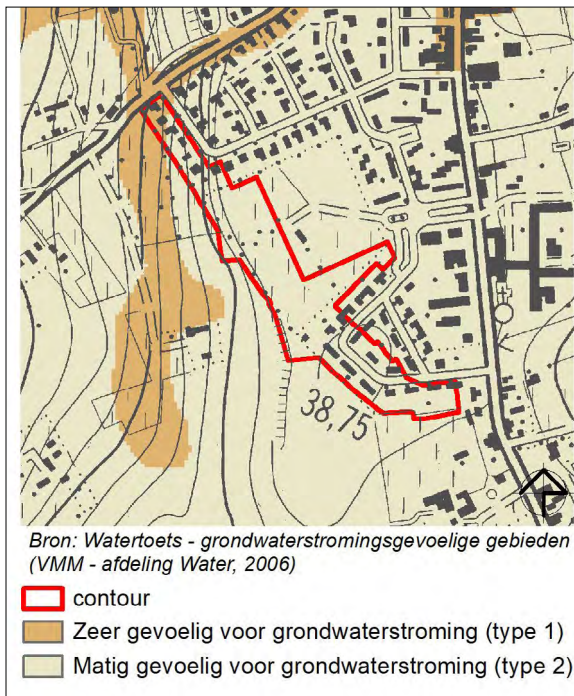 38,75
Bron: Watertoets - grondwaterstromingsgevoelige gebieden
(VMM - afdeling Water, 2006)
contour
Zeer gevoelig voor grondwaterstroming (type 1)
Matig gevoelig voor grondwaterstroming (type 2)